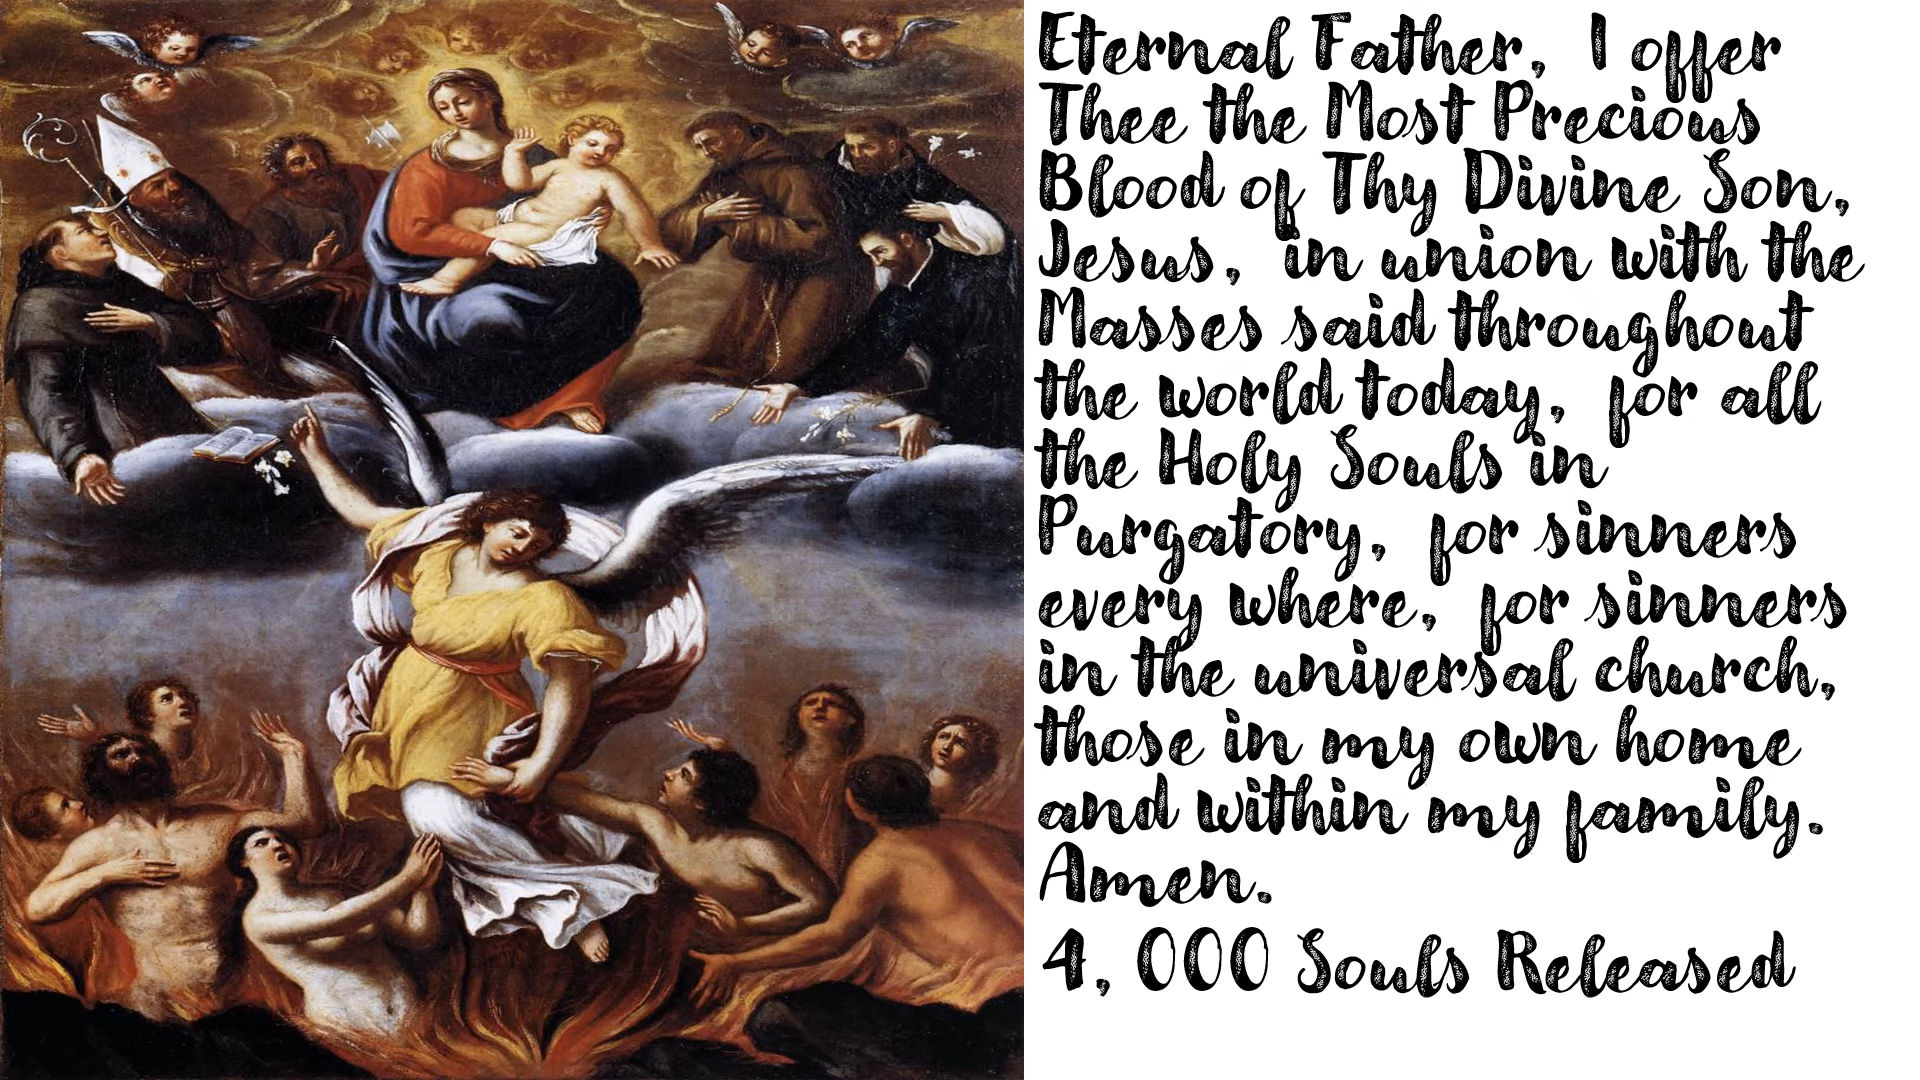 Eternal Father, I offer
Thee the Most Precious
Blood of Thy Divine Son,
Jesus, in union with the
Masses said throughout
the world today, for all
the Holy Souls in
Purgatory, for sinners
every where, for sinners
in the universal church,
those in my own home
and within my family.
Amen.
4, 000 Souls Released